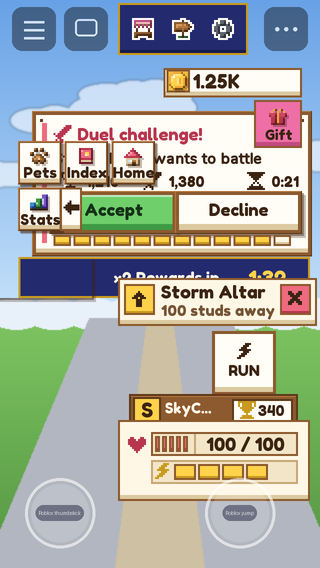 1.25K
Duel challenge!
Gift
wants to battle
Pets
Index
Home
1,380
0:21
Stats
Accept
Decline
x2 Rewards in
1:32
Storm Altar
100 studs away
RUN
S
SkyC...
340
100 / 100
Roblox thumbstick
Roblox jump